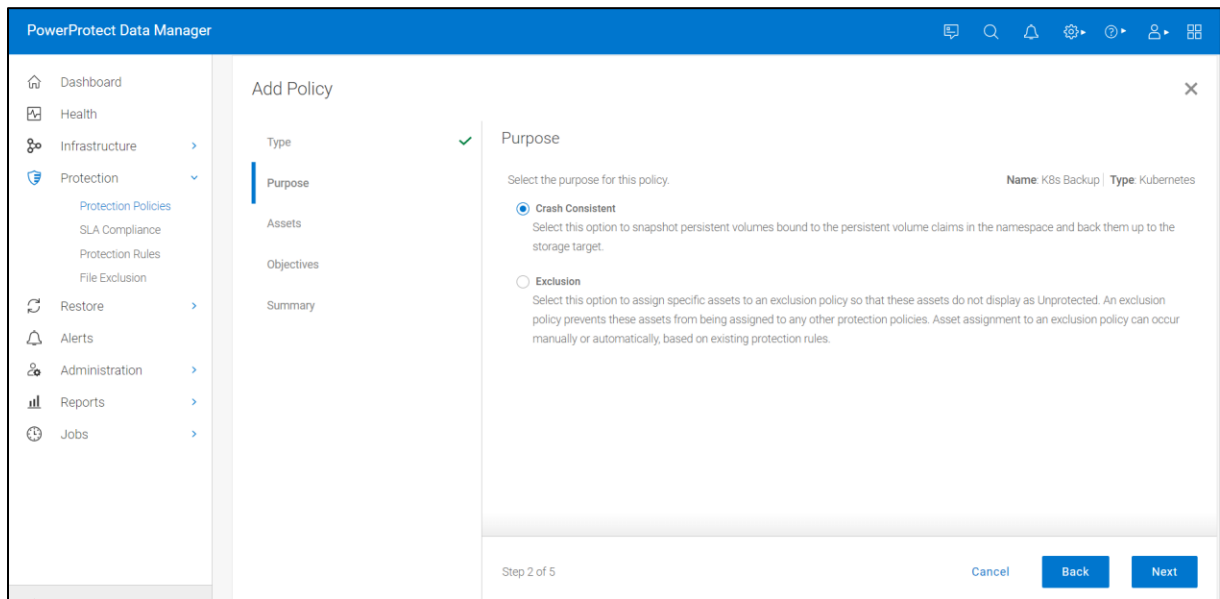 PowerProtect Data Manager
Dashboard
Health
Infrastructure
Protection
Protection Policies
SLA Compliance
Protection Rules
File Exclusion
Restore
Alerts
Administration
Reports
Jobs
Add Policy
Type
Purpose
Assets
Objectives
Summary
Purpose
Select the purpose for this policy.
Name: K8s Backup | Type: Kubernetes
Crash Consistent
Select this option to snapshot persistent volumes bound to the persistent volume claims in the namespace and back them up to the
storage target.
Exclusion
Select this option to assign specific assets to an exclusion policy so that these assets do not display as Unprotected. An exclusion
policy prevents these assets from being assigned to any other protection policies. Asset assignment to an exclusion policy can occur
manually or automatically, based on existing protection rules.
Step 2 of 5
Cancel
Back
Next